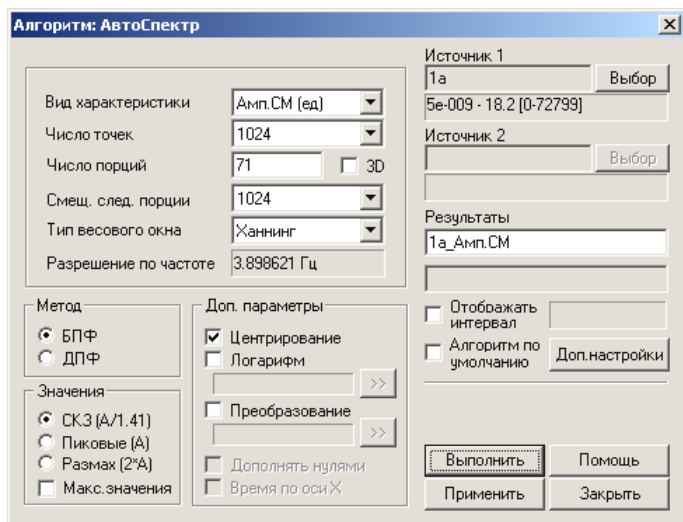 Алгоритм: АвтоСпектр
Вид характеристики Амп.СМ (ед)
Число точек 1024
Число порций 71 3D
Смещ. след. порции 1024
Тип весового окна Ханнинг
Разрешение по частоте 3.898621 Гц
Метод
БПФ
ДПФ
Значения
СКЗ (A/1.41)
Пиковые (A)
Размах (2*A)
Макс.значения
Доп. параметры
Центрирование
Логарифм
>>
Преобразование
>>
Дополнять нулями
Время по оси X
Источник 1
1а Выбор
5e-009 - 18.2 [0-72799]
Источник 2
Выбор
Результаты
1а_Амп.СМ
Отображать
интервал
Алгоритм по
умолчанию
Доп.настройки
Выполнить Помощь
Применить Закрыть